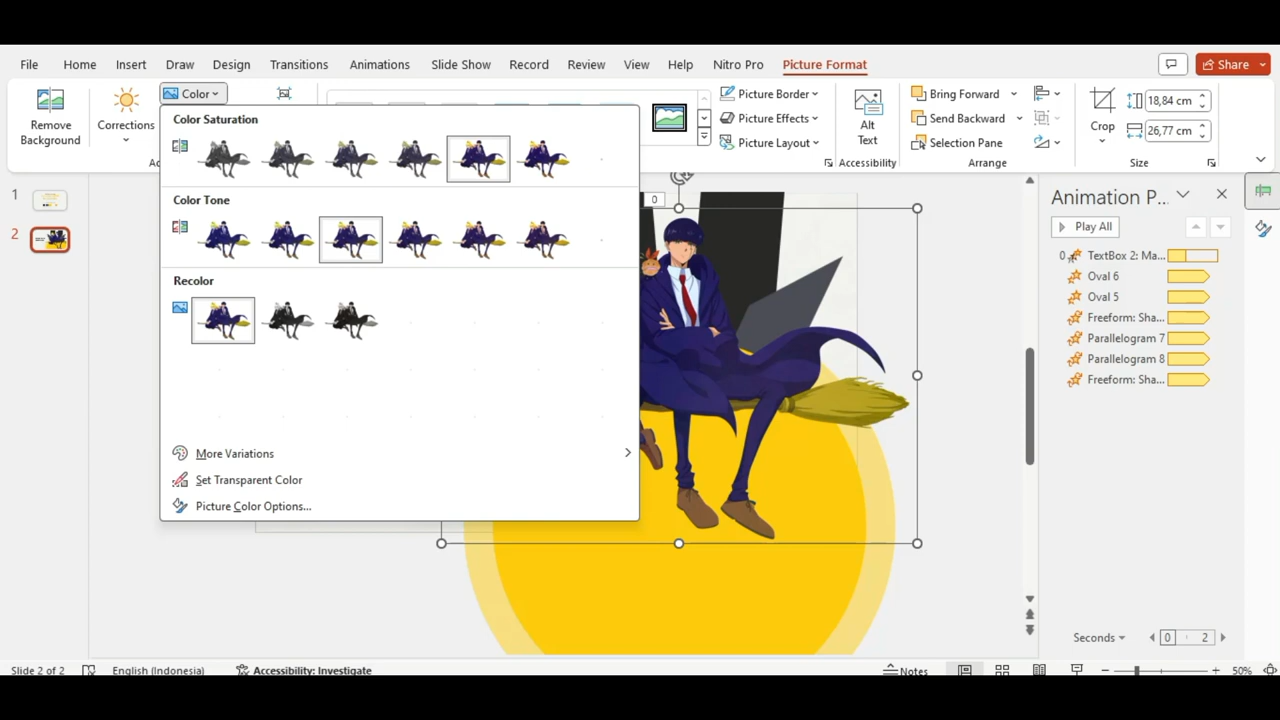 File Home Insert Draw Design Transitions Animations Slide Show Record Review View Help Nitro Pro Picture Format Share
Remove Background
Corrections
Color
Picture Border
Picture Effects
Picture Layout
Alt Text
Accessibility
Bring Forward
Send Backward
Selection Pane
Arrange
Crop
18,84 cm
26,77 cm
Size
Color Saturation
Color Tone
Recolor
More Variations
Set Transparent Color
Picture Color Options...
1
2
0
Animation P...
Play All
0 TextBox 2: Ma...
Oval 6
Oval 5
Freeform: Sha...
Parallelogram 7
Parallelogram 8
Freeform: Sha...
Seconds 0 2
Slide 2 of 2 English (Indonesia) Accessibility: Investigate Notes 50%